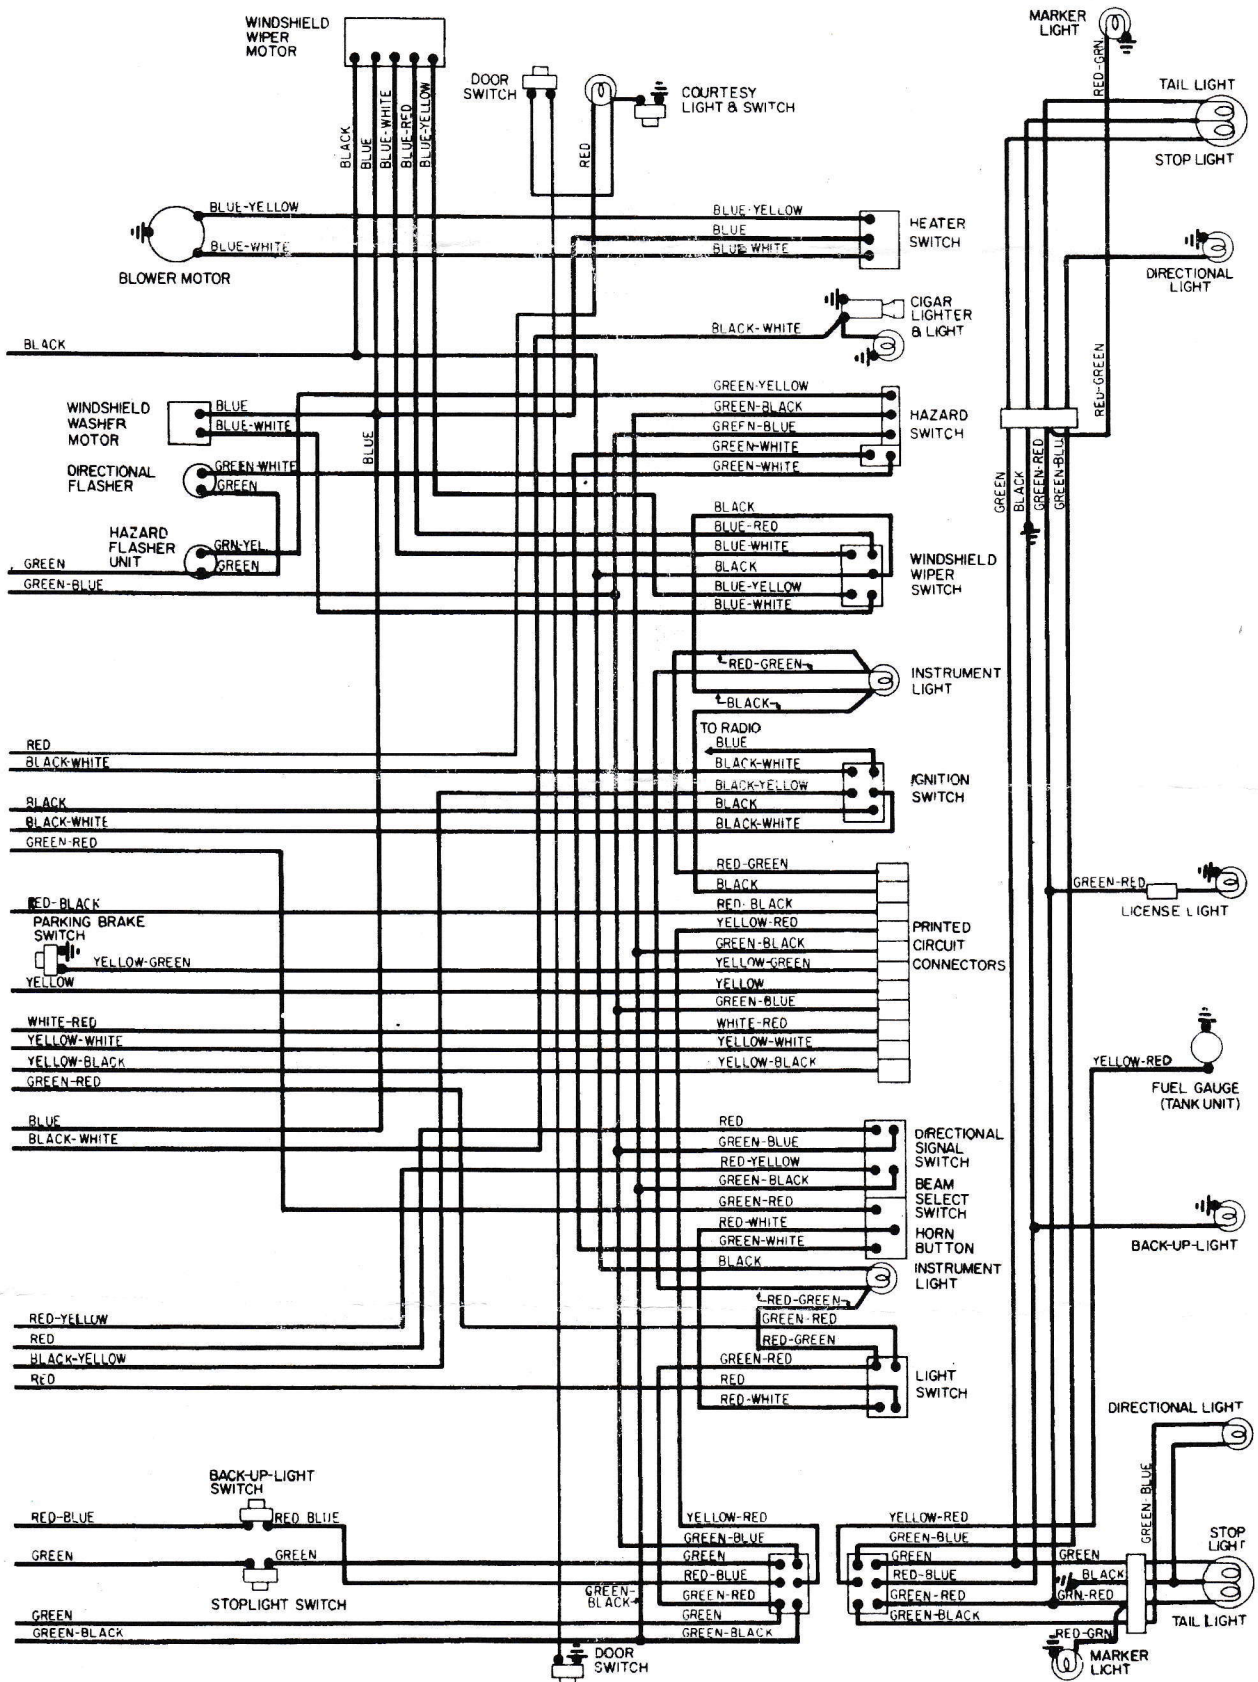 WINDSHIELD
WIPER
MOTOR
DOOR
SWITCH
COURTESY
LIGHT & SWITCH
MARKER
LIGHT
RED-GRN.
TAIL LIGHT
STOP LIGHT
BLACK
BLUE
BLUE-WHITE
BLUE-RED
BLUE-YELLOW
RED
BLUE-YELLOW
BLUE-WHITE
BLOWER MOTOR
BLUE-YELLOW
BLUE
BLUE WHITE
HEATER
SWITCH
DIRECTIONAL
LIGHT
BLACK-WHITE
CIGAR
LIGHTER
& LIGHT
BLACK
RED-GREEN
WINDSHIELD
WASHER
MOTOR
BLUE
BLUE-WHITE
BLUE
GREEN-YELLOW
GREEN-BLACK
GREEN-BLUE
GREEN-WHITE
GREEN-WHITE
HAZARD
SWITCH
DIRECTIONAL
FLASHER
GREEN-WHITE
GREEN
GREEN
BLACK
GREEN-RED
GREEN-BLUE
HAZARD
FLASHER
UNIT
GRN-YEL.
GREEN
GREEN
GREEN-BLUE
BLACK
BLUE-RED
BLUE-WHITE
BLACK
BLUE-YELLOW
BLUE-WHITE
WINDSHIELD
WIPER
SWITCH
RED-GREEN
BLACK
INSTRUMENT
LIGHT
TO RADIO
BLUE
RED
BLACK-WHITE
BLACK-WHITE
BLACK-YELLOW
BLACK
BLACK-WHITE
IGNITION
SWITCH
BLACK
BLACK-WHITE
GREEN-RED
RED-GREEN
BLACK
RED-BLACK
YELLOW-RED
GREEN-BLACK
YELLOW-GREEN
YELLOW
GREEN-BLUE
WHITE-RED
YELLOW-WHITE
YELLOW-BLACK
PRINTED
CIRCUIT
CONNECTORS
GREEN-RED
LICENSE LIGHT
RED-BLACK
PARKING BRAKE
SWITCH
YELLOW-GREEN
YELLOW
WHITE-RED
YELLOW-WHITE
YELLOW-BLACK
GREEN-RED
YELLOW-RED
FUEL GAUGE
(TANK UNIT)
BLUE
BLACK-WHITE
RED
GREEN-BLUE
RED-YELLOW
GREEN-BLACK
GREEN-RED
RED-WHITE
GREEN-WHITE
BLACK
DIRECTIONAL
SIGNAL
SWITCH
BEAM
SELECT
SWITCH
HORN
BUTTON
INSTRUMENT
LIGHT
BACK-UP-LIGHT
RED-GREEN
GREEN-RED
RED-GREEN
GREEN-RED
RED
RED-WHITE
LIGHT
SWITCH
RED-YELLOW
RED
BLACK-YELLOW
RED
DIRECTIONAL LIGHT
GREEN-BLUE
BACK-UP-LIGHT
SWITCH
RED-BLUE
RED BLUE
GREEN
GREEN
STOPLIGHT SWITCH
GREEN
GREEN-BLACK
GREEN-
BLACK
YELLOW-RED
GREEN-BLUE
GREEN
RED-BLUE
GREEN-RED
GREEN
GREEN-BLACK
YELLOW-RED
GREEN-BLUE
GREEN
RED-BLUE
GREEN-RED
GREEN-BLACK
GREEN
BLACK
GRN-RED
RED-GRN
STOP
LIGHT
TAIL LIGHT
DOOR
SWITCH
MARKER
LIGHT